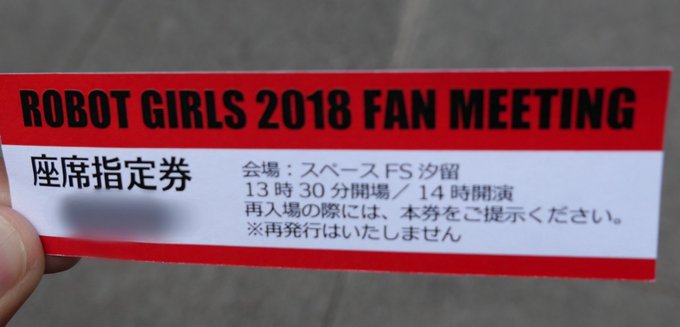 ROBOT GIRLS 2018 FAN MEETING
座席指定券
会場：スペースFS汐留
13時30分開場／14時開演
再入場の際には、本券をご提示ください。
※再発行はいたしません